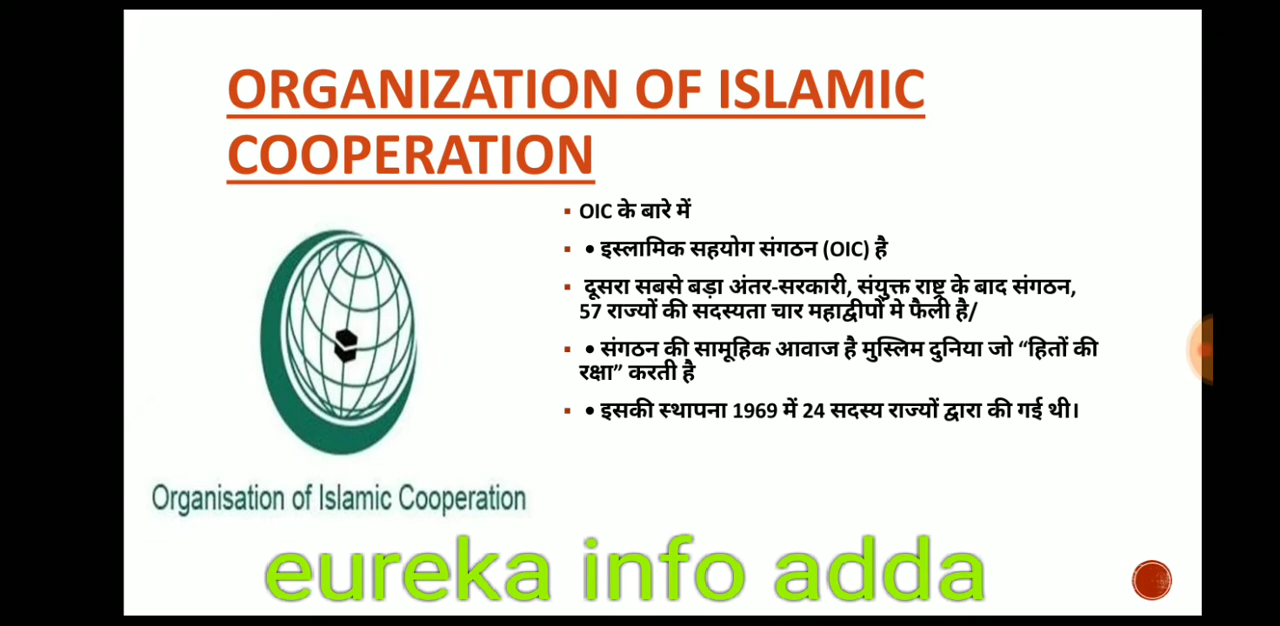 ORGANIZATION OF ISLAMIC
COOPERATION
▪ OIC के बारे में
▪ • इस्लामिक सहयोग संगठन (OIC) है
▪ दूसरा सबसे बड़ा अंतर-सरकारी, संयुक्त राष्ट्र के बाद संगठन,
57 राज्यों की सदस्यता चार महाद्वीपों मे फैली है/
▪ • संगठन की सामूहिक आवाज है मुस्लिम दुनिया जो “हितों की
रक्षा” करती है
▪ • इसकी स्थापना 1969 में 24 सदस्य राज्यों द्वारा की गई थी।
Organisation of Islamic Cooperation
eureka info adda